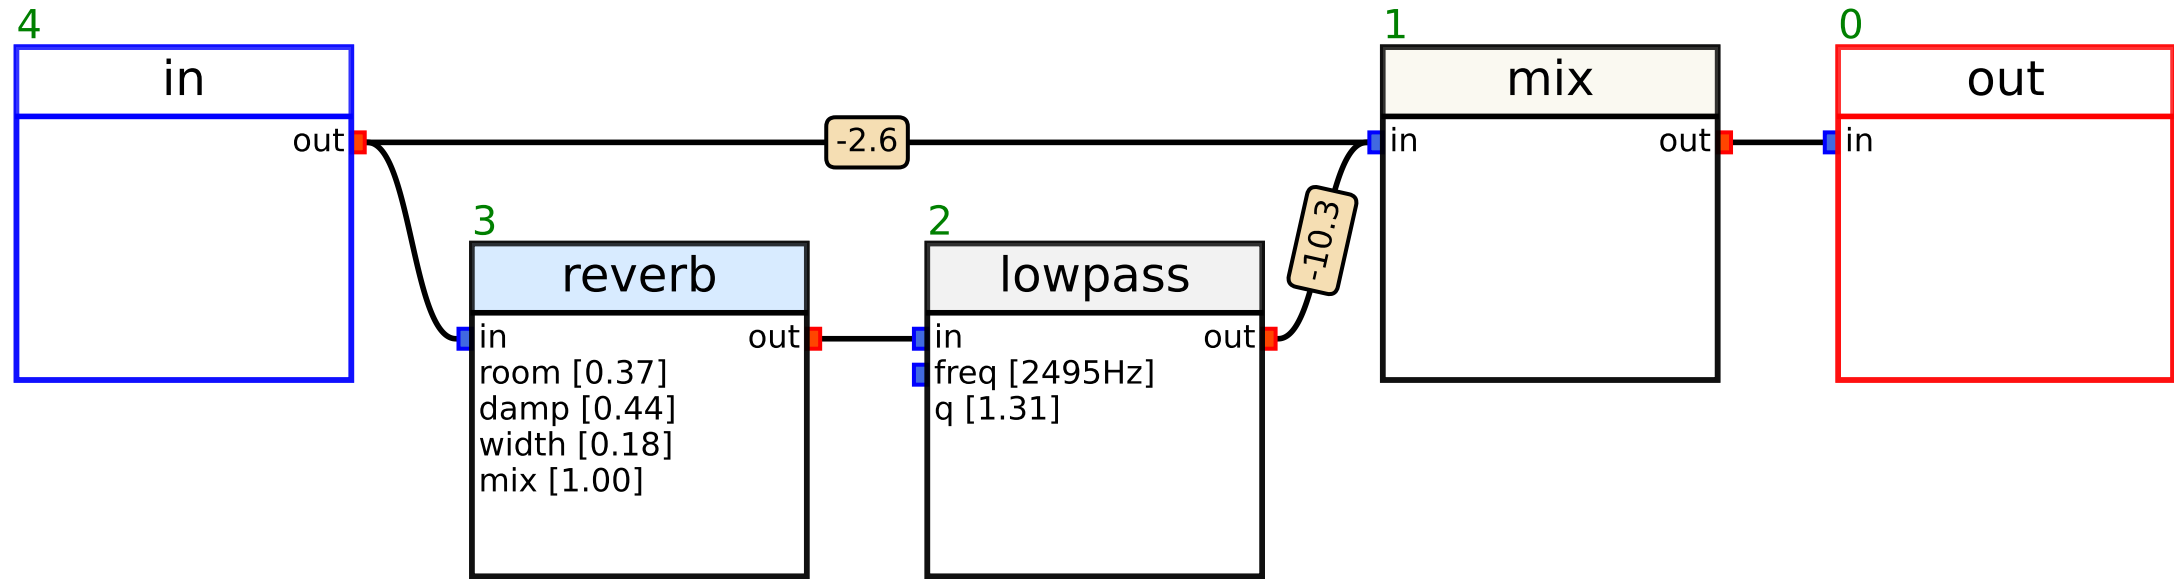 4
in
out
-2.6
3
reverb
in
out
room [0.37]
damp [0.44]
width [0.18]
mix [1.00]
2
lowpass
in
out
freq [2495Hz]
q [1.31]
-10.3
1
mix
in
out
0
out
in